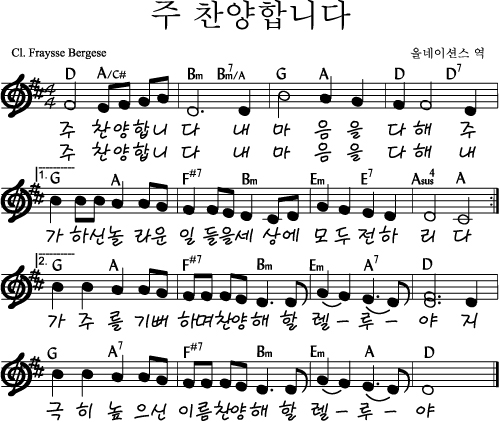 주 찬양합니다
Cl. Fraysse Bergese 올네이션스 역
D A/C# Bm Bm7/A G A D D7
주 찬양합니 다 내 마 음을 다해 주
주 찬양합니 다 내 마 음을 다해 내
1. G A F#7 Bm Em E7 Asus4 A
가 하신놀 라운 일 들을세 상에 모두전하 리 다
2. G A F#7 Bm Em A7 D
가 주 를 기뻐 하며찬양해 할 렐-루- 야 지
G A7 F#7 Bm Em A D
극 히 높 으신 이름찬양해 할 렐-루- 야